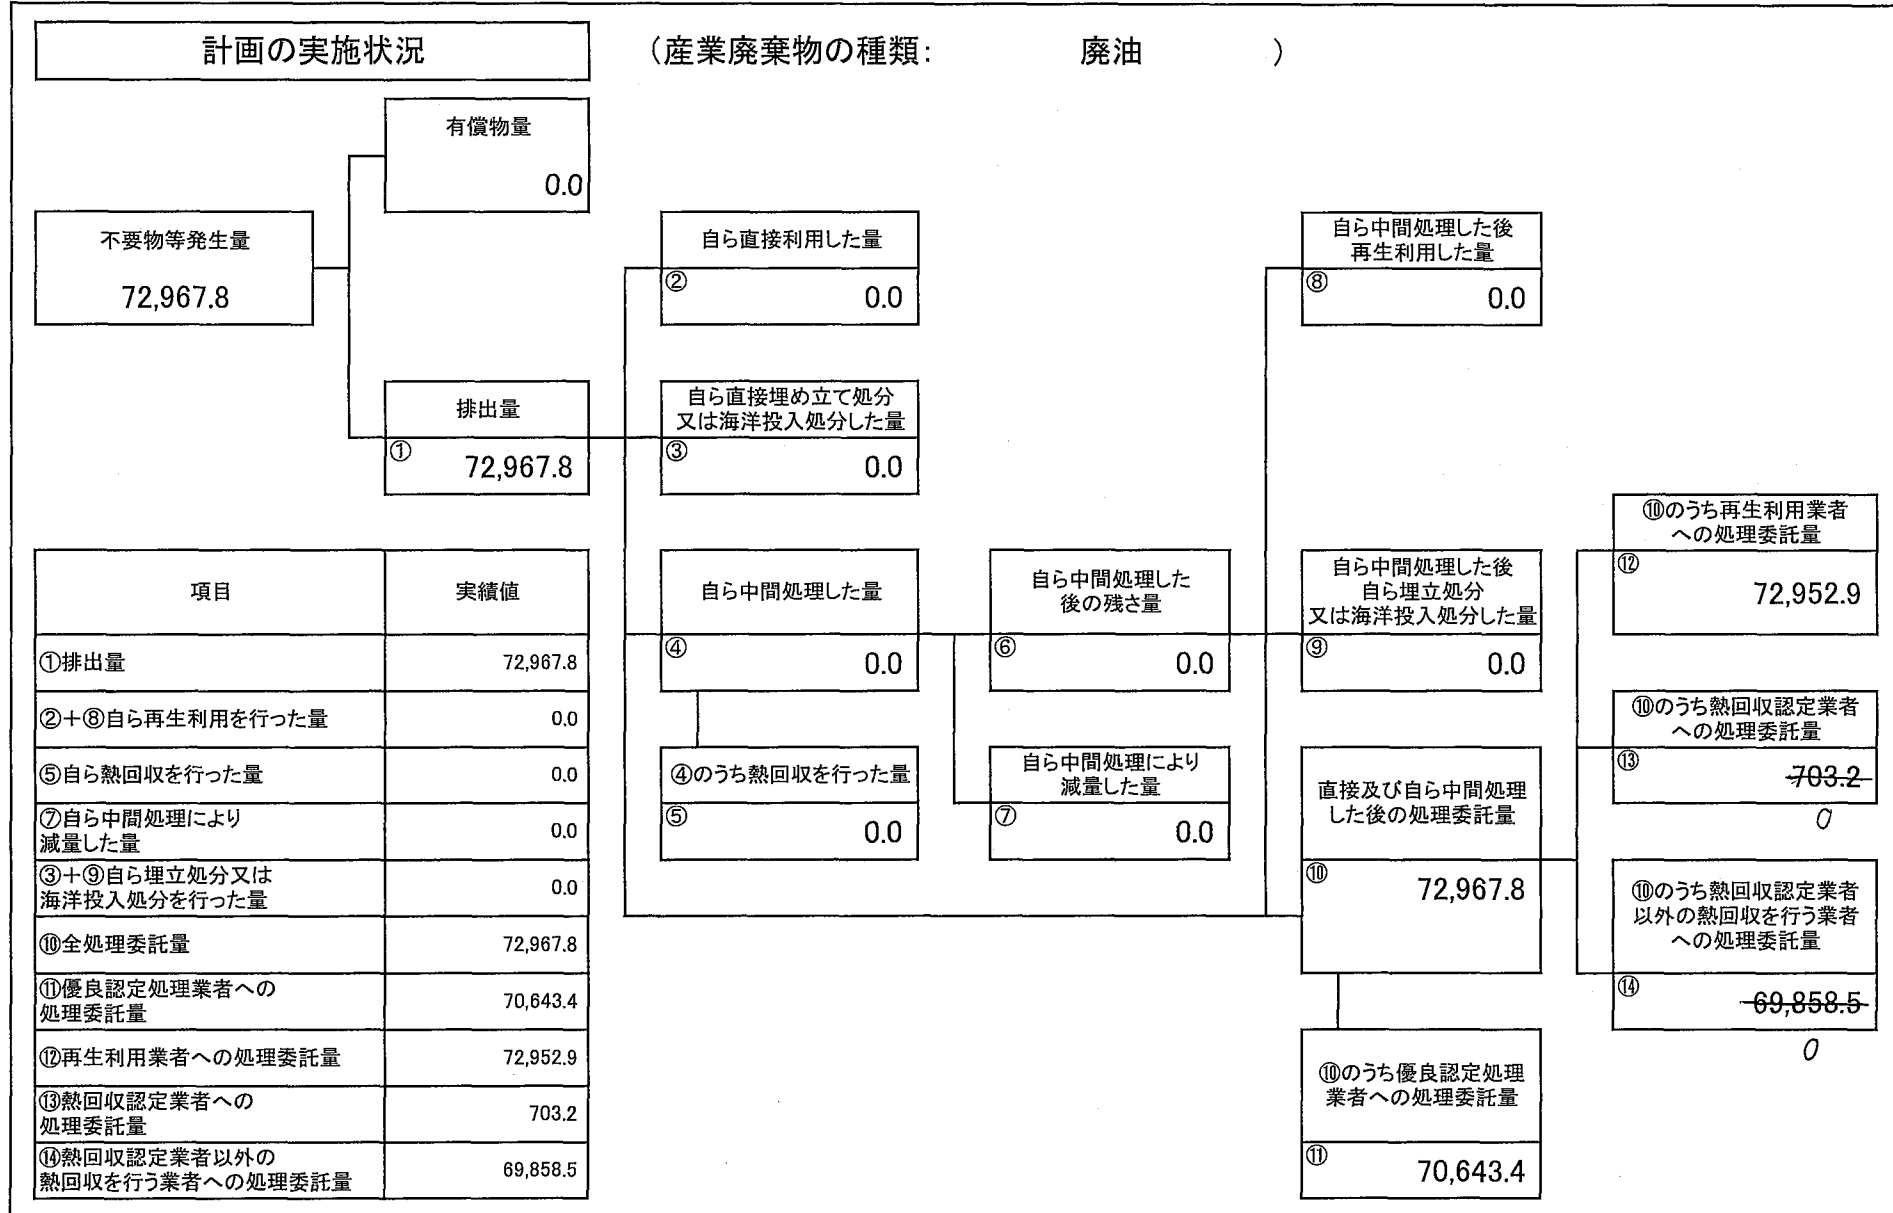 計画の実施状況
（産業廃棄物の種類： 廃油 ）
有償物量
0.0
不要物等発生量
72,967.8
自ら直接利用した量
② 0.0
自ら中間処理した後
再生利用した量
⑧ 0.0
排出量
① 72,967.8
自ら直接埋め立て処分
又は海洋投入処分した量
③ 0.0
⑩のうち再生利用業者
への処理委託量
⑫ 72,952.9
自ら中間処理した量
④ 0.0
自ら中間処理した
後の残さ量
⑥ 0.0
自ら中間処理した後
自ら埋立処分
又は海洋投入処分した量
⑨ 0.0
⑩のうち熱回収認定業者
への処理委託量
⑬ 703.2
0
④のうち熱回収を行った量
⑤ 0.0
自ら中間処理により
減量した量
⑦ 0.0
直接及び自ら中間処理
した後の処理委託量
⑩ 72,967.8
⑩のうち熱回収認定業者
以外の熱回収を行う業者
への処理委託量
⑭ 69,858.5
0
⑩のうち優良認定処理
業者への処理委託量
⑪ 70,643.4
項目 実績値
①排出量 72,967.8
②＋⑧自ら再生利用を行った量 0.0
⑤自ら熱回収を行った量 0.0
⑦自ら中間処理により
減量した量 0.0
③＋⑨自ら埋立処分又は
海洋投入処分を行った量 0.0
⑩全処理委託量 72,967.8
⑪優良認定処理業者への
処理委託量 70,643.4
⑫再生利用業者への処理委託量 72,952.9
⑬熱回収認定業者への
処理委託量 703.2
⑭熱回収認定業者以外の
熱回収を行う業者への処理委託量 69,858.5